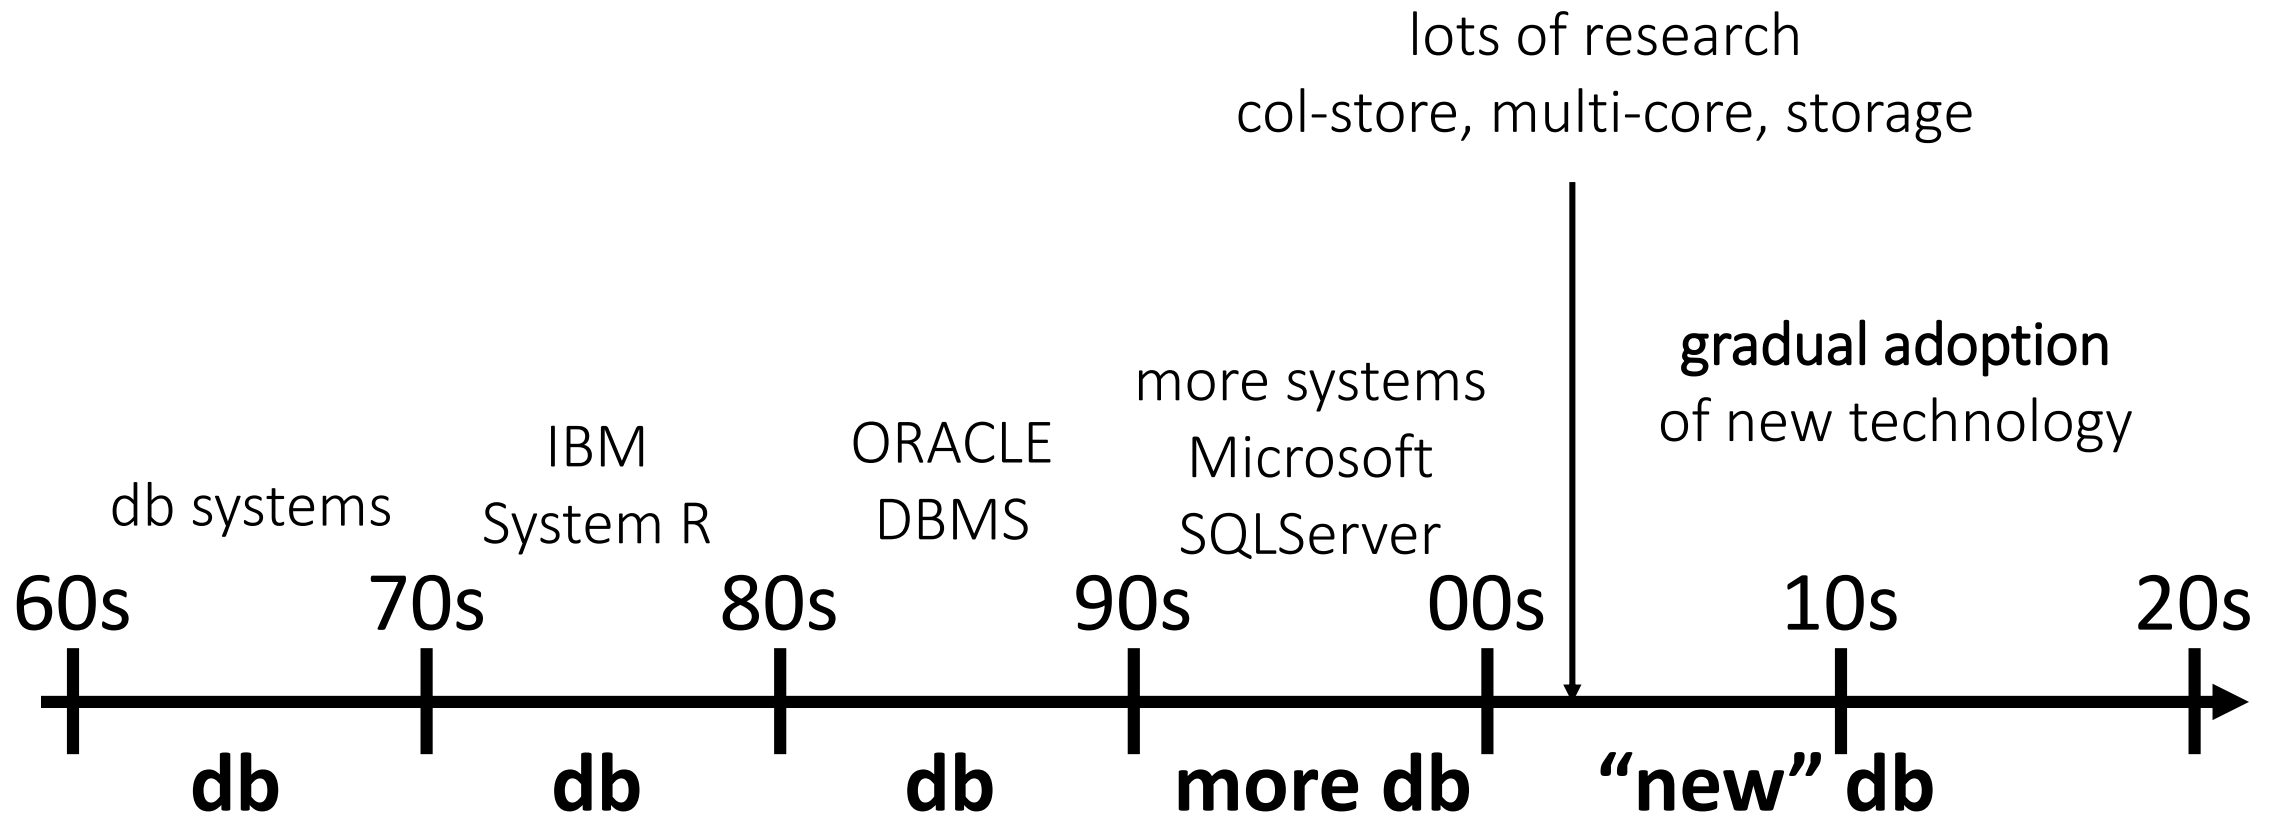 lots of research
col-store, multi-core, storage
gradual adoption
of new technology
more systems
Microsoft
SQLServer
ORACLE
DBMS
IBM
System R
db systems
60s 70s 80s 90s 00s 10s 20s
db db db more db “new” db